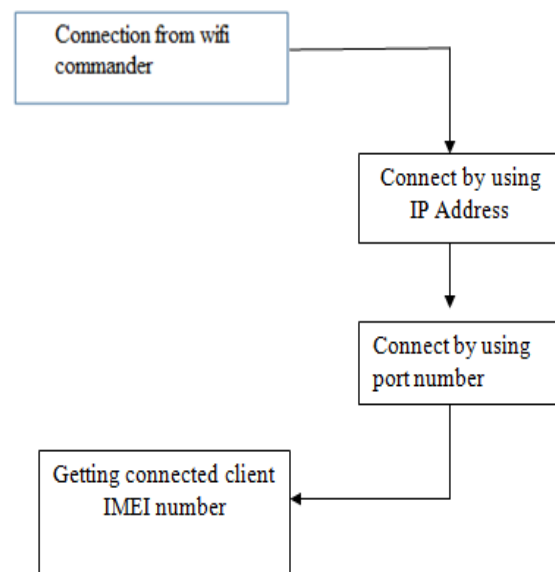 Connection from wifi
commander
Connect by using
IP Address
Connect by using
port number
Getting connected client
IMEI number